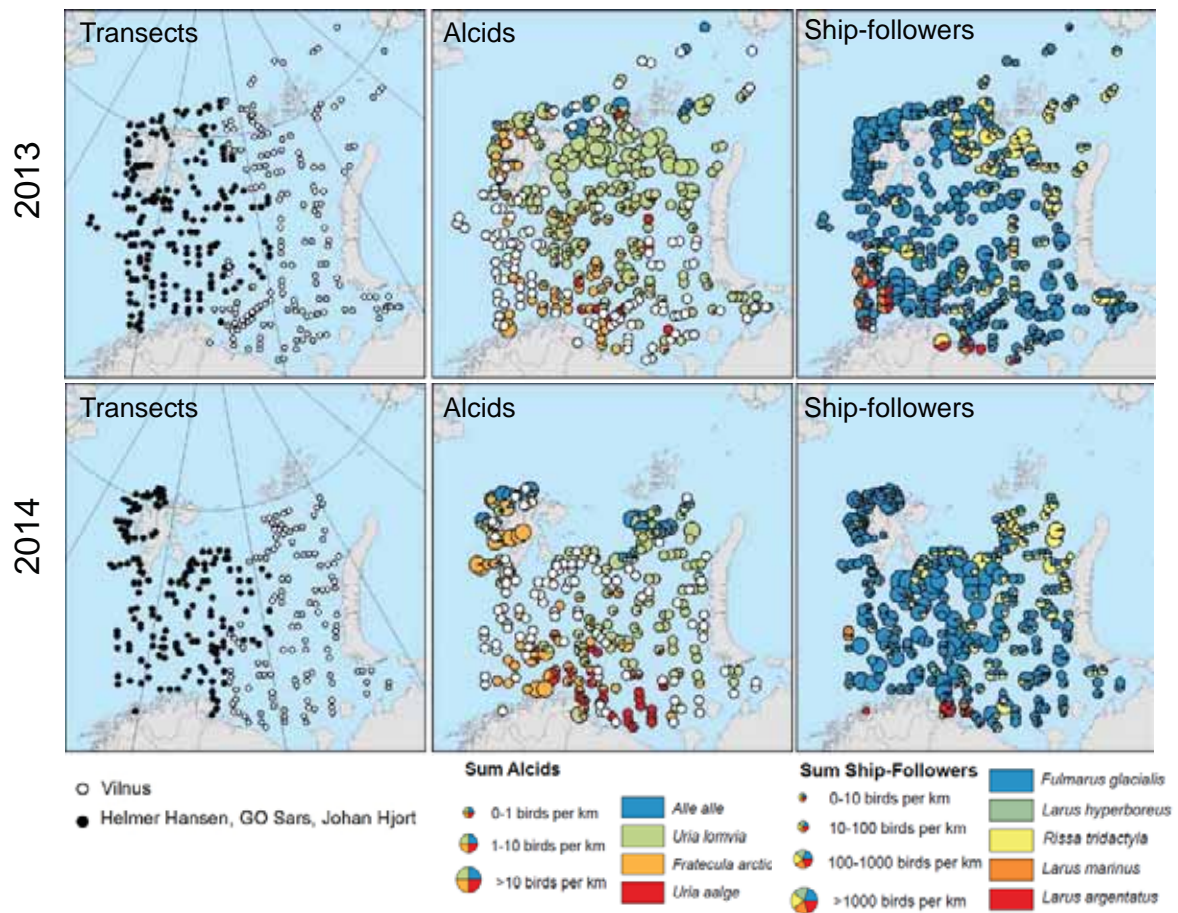 Transects
Alcids
Ship-followers
2013
Transects
Alcids
Ship-followers
2014
Vilnus
Helmer Hansen, GO Sars, Johan Hjort
Sum Alcids
0-1 birds per km
1-10 birds per km
>10 birds per km
Alle alle
Uria lomvia
Fratecula arctic
Uria aalge
Sum Ship-Followers
0-10 birds per km
10-100 birds per km
100-1000 birds per km
>1000 birds per km
Fulmarus glacialis
Larus hyperboreus
Rissa tridactyla
Larus marinus
Larus argentatus